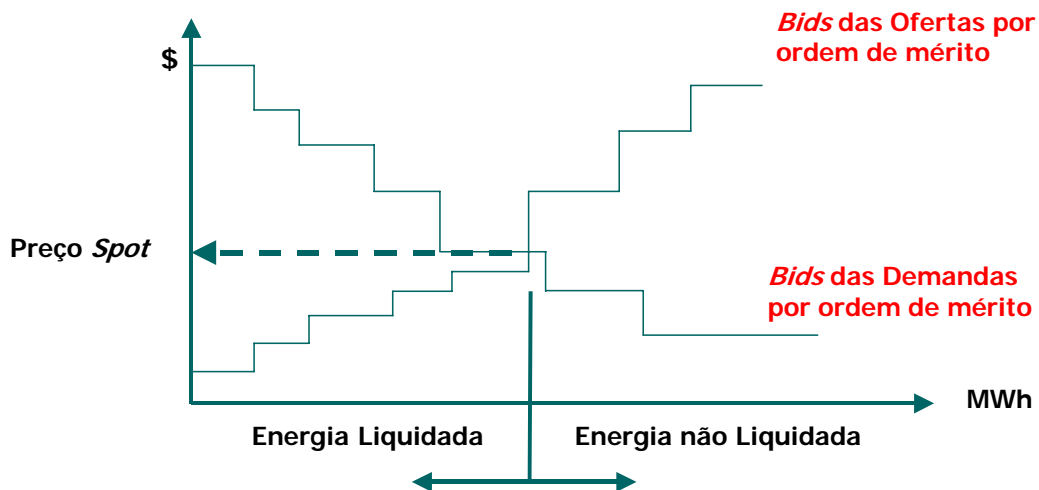 Bids das Ofertas por
ordem de mérito
$
Preço Spot
Bids das Demandas
por ordem de mérito
MWh
Energia Liquidada
Energia não Liquidada